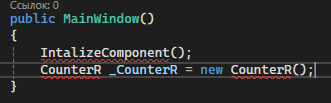 Ссылок: 0
public MainWindow()
{
IntalizeComponent();
CounterR _CounterR = new CounterR();
}